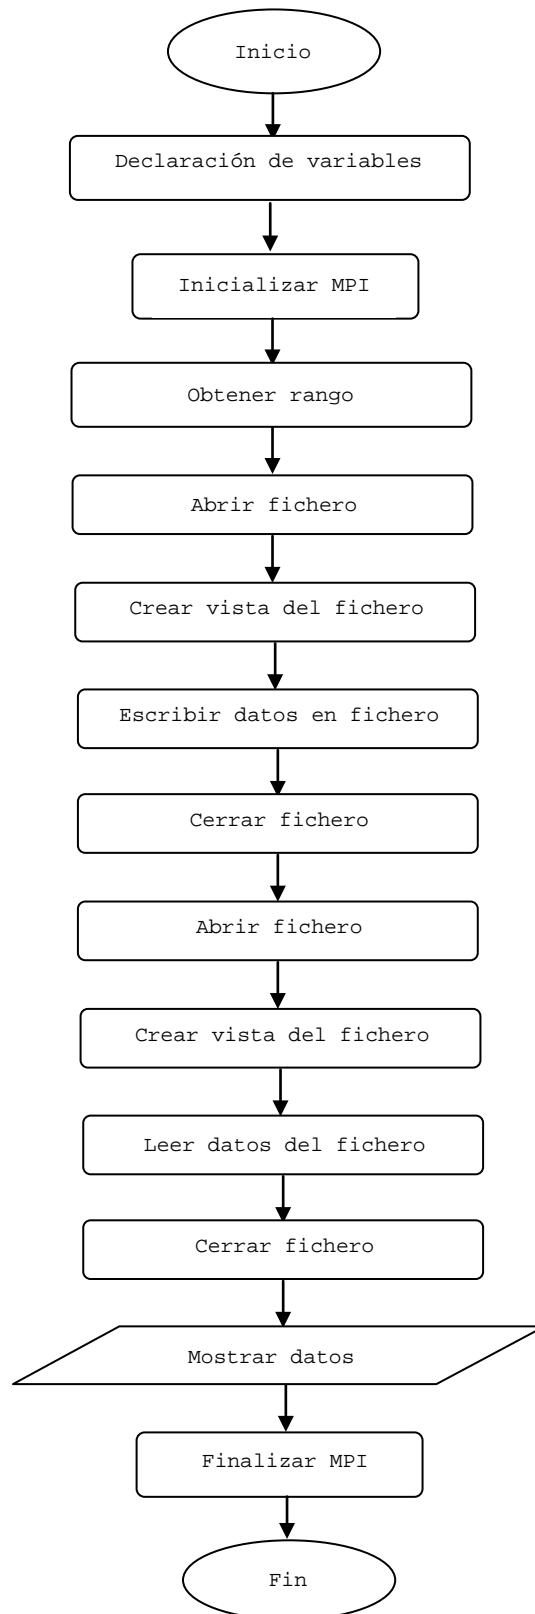 Inicio
Declaración de variables
Inicializar MPI
Obtener rango
Abrir fichero
Crear vista del fichero
Escribir datos en fichero
Cerrar fichero
Abrir fichero
Crear vista del fichero
Leer datos del fichero
Cerrar fichero
Mostrar datos
Finalizar MPI
Fin